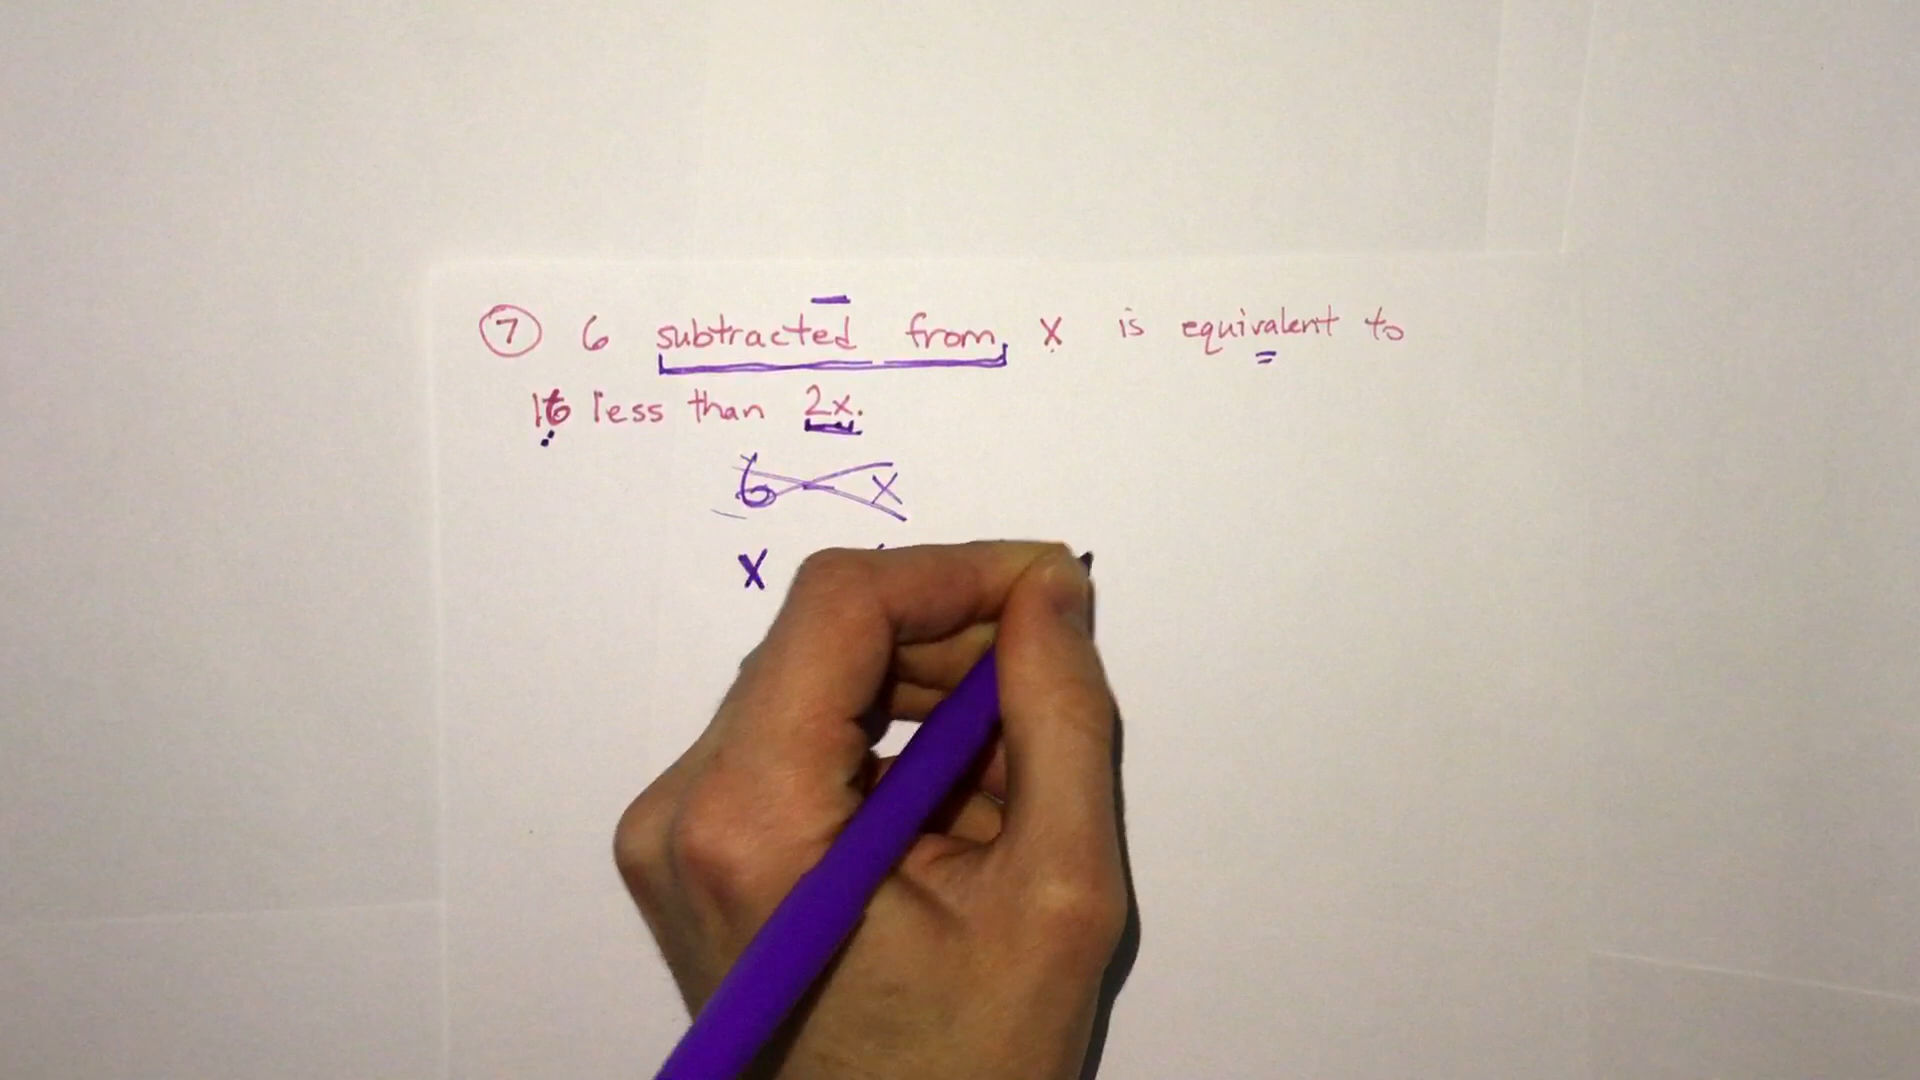 7 6 subtracted from x is equivalent to
16 less than 2x.
6 - x
x